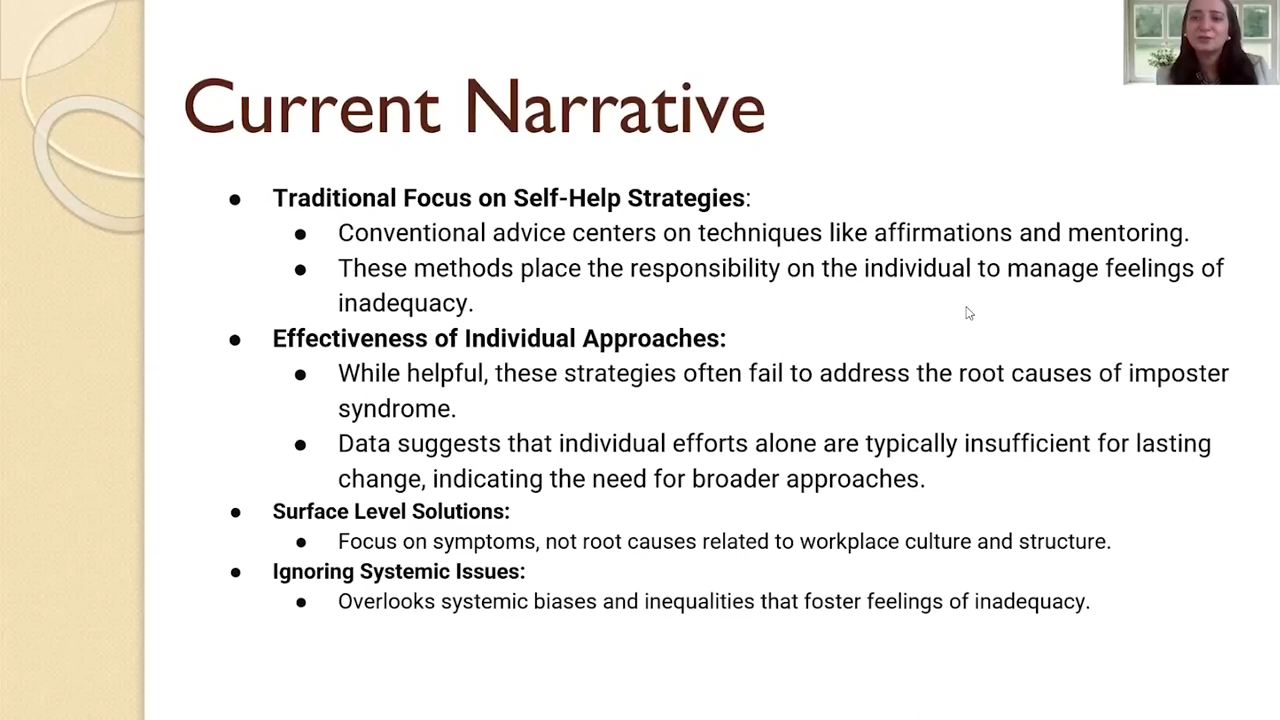 Current Narrative
● Traditional Focus on Self-Help Strategies:
● Conventional advice centers on techniques like affirmations and mentoring.
● These methods place the responsibility on the individual to manage feelings of
inadequacy.
● Effectiveness of Individual Approaches:
● While helpful, these strategies often fail to address the root causes of imposter
syndrome.
● Data suggests that individual efforts alone are typically insufficient for lasting
change, indicating the need for broader approaches.
● Surface Level Solutions:
● Focus on symptoms, not root causes related to workplace culture and structure.
● Ignoring Systemic Issues:
● Overlooks systemic biases and inequalities that foster feelings of inadequacy.